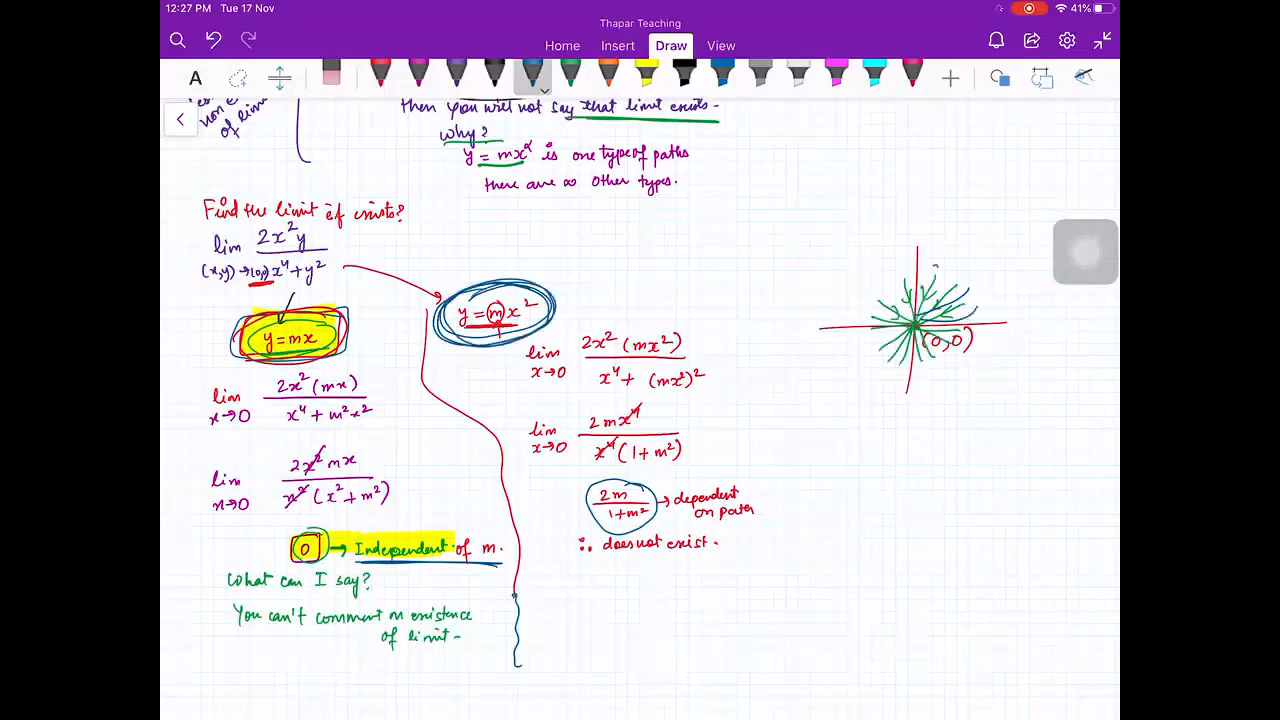 12:27 PM Tue 17 Nov
41%
Thapar Teaching
Home Insert Draw View
A
of limit
then you will not say that limit exists.
why?
y = mx^α is one type of paths
there are ∞ other types.
Find the limit if exists?
lim 2x²y
(x,y)→(0,0) x⁴+y²
y=mx
lim 2x²(mx)
x→0 x⁴+m²x²
lim 2x²mx
x→0 x²(x²+m²)
0 → Independent of m.
What can I say?
You can't comment on existence
of limit-
y=mx²
lim 2x²(mx²)
x→0 x⁴+(mx²)²
lim 2mx⁴
x→0 x⁴(1+m²)
2m → dependent
1+m² on path
∴ does not exist.
(0,0)